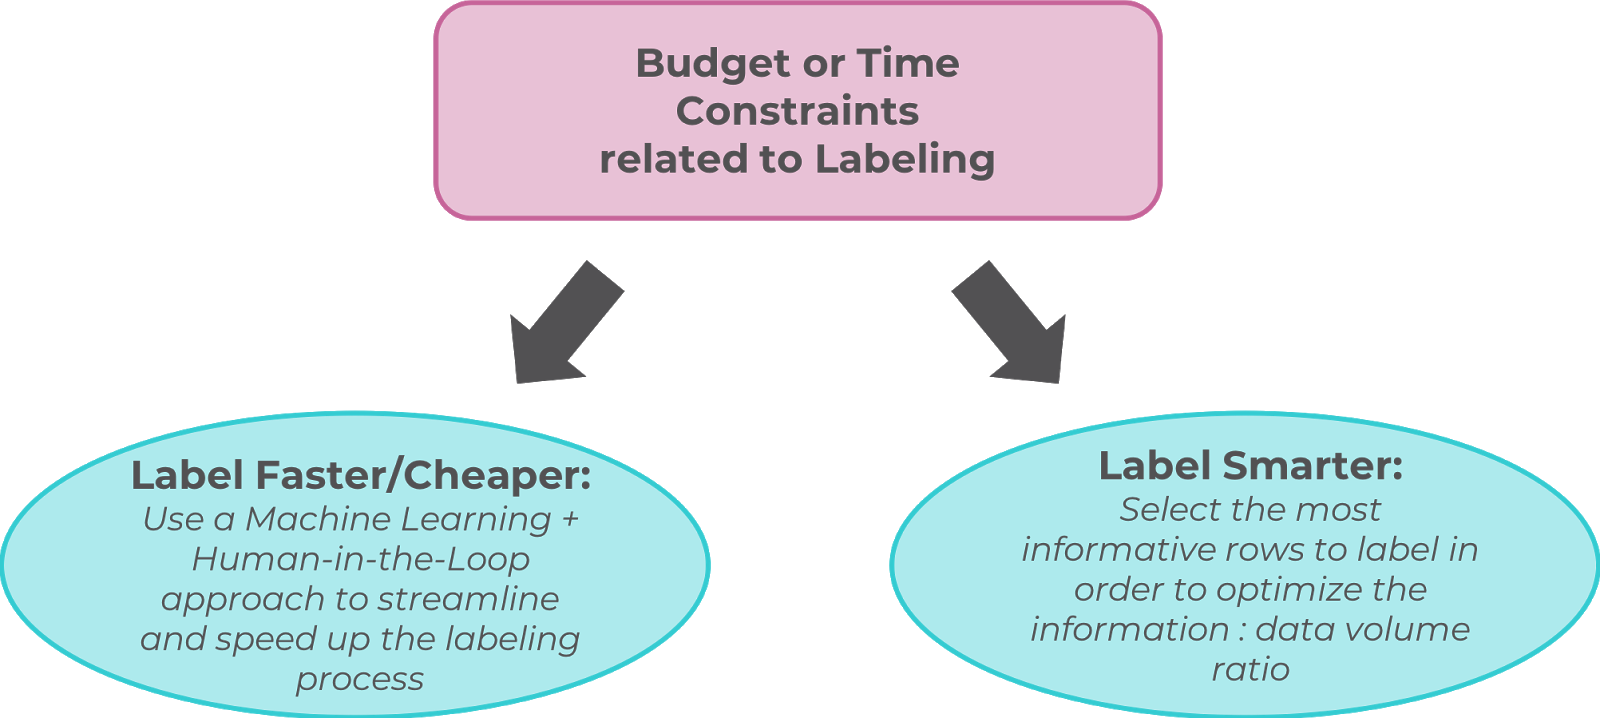 Budget or Time
Constraints
related to Labeling
Label Faster/Cheaper:
Use a Machine Learning +
Human-in-the-Loop
approach to streamline
and speed up the labeling
process
Label Smarter:
Select the most
informative rows to label in
order to optimize the
information : data volume
ratio